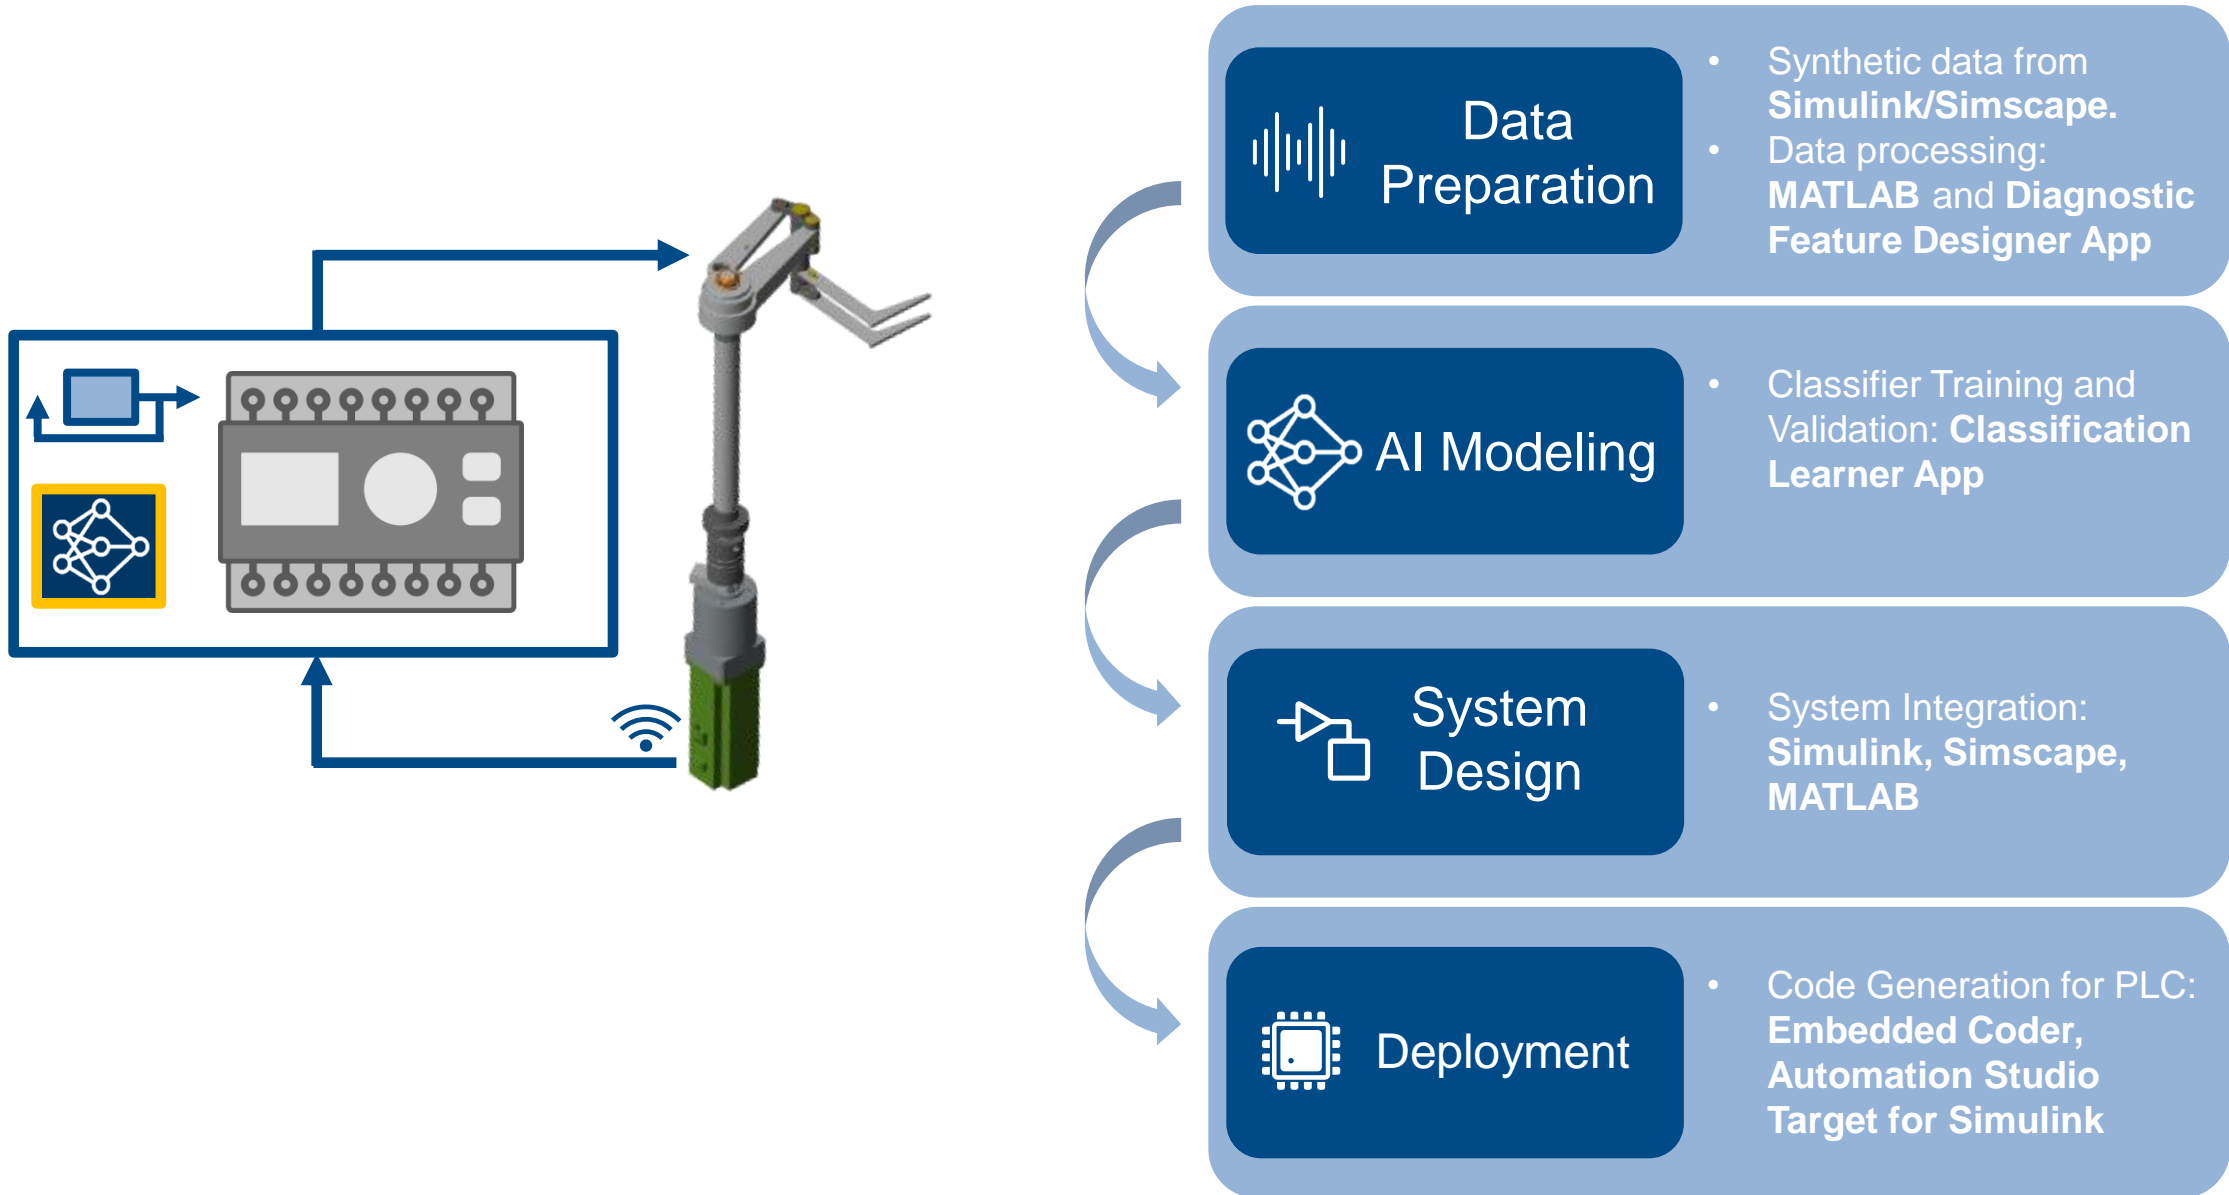 Data
Preparation
• Synthetic data from
Simulink/Simscape.
• Data processing:
MATLAB and Diagnostic
Feature Designer App
AI Modeling
• Classifier Training and
Validation: Classification
Learner App
System
Design
• System Integration:
Simulink, Simscape,
MATLAB
Deployment
• Code Generation for PLC:
Embedded Coder,
Automation Studio
Target for Simulink